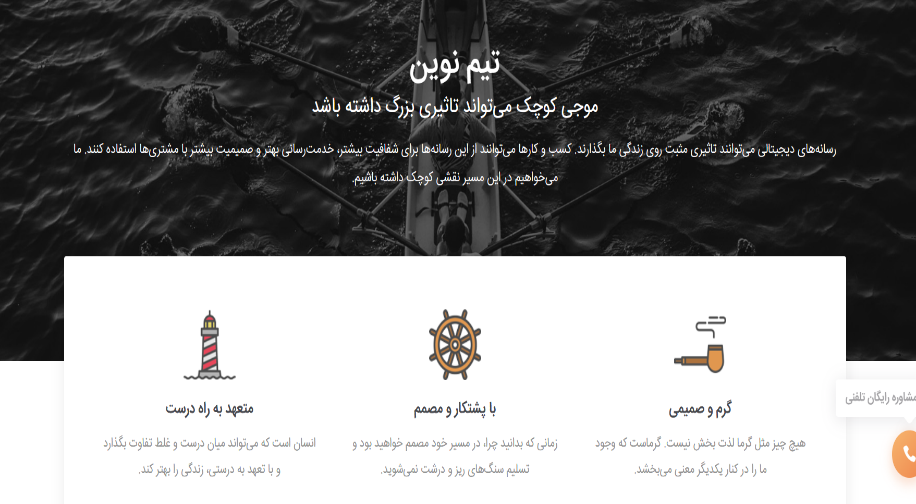 تیم نوین
موجی کوچک می‌تواند تاثیری بزرگ داشته باشد
رسانه‌های دیجیتالی می‌توانند تاثیری مثبت روی زندگی ما بگذارند. کسب و کارها می‌توانند از این رسانه‌ها برای شفافیت بیشتر، خدمت‌رسانی بهتر و صمیمیت بیشتر با مشتری‌ها استفاده کنند. ما
می‌خواهیم در این مسیر نقشی کوچک داشته باشیم.
گرم و صمیمی
هیچ چیز مثل گرما لذت بخش نیست. گرماست که وجود
ما را در کنار یکدیگر معنی می‌بخشد.
با پشتکار و مصمم
زمانی که بدانید چرا، در مسیر خود مصمم خواهید بود و
تسلیم سنگ‌های ریز و درشت نمی‌شوید.
متعهد به راه درست
انسان است که می‌تواند میان درست و غلط تفاوت بگذارد
و با تعهد به درستی، زندگی را بهتر کند.
مشاوره رایگان تلفنی